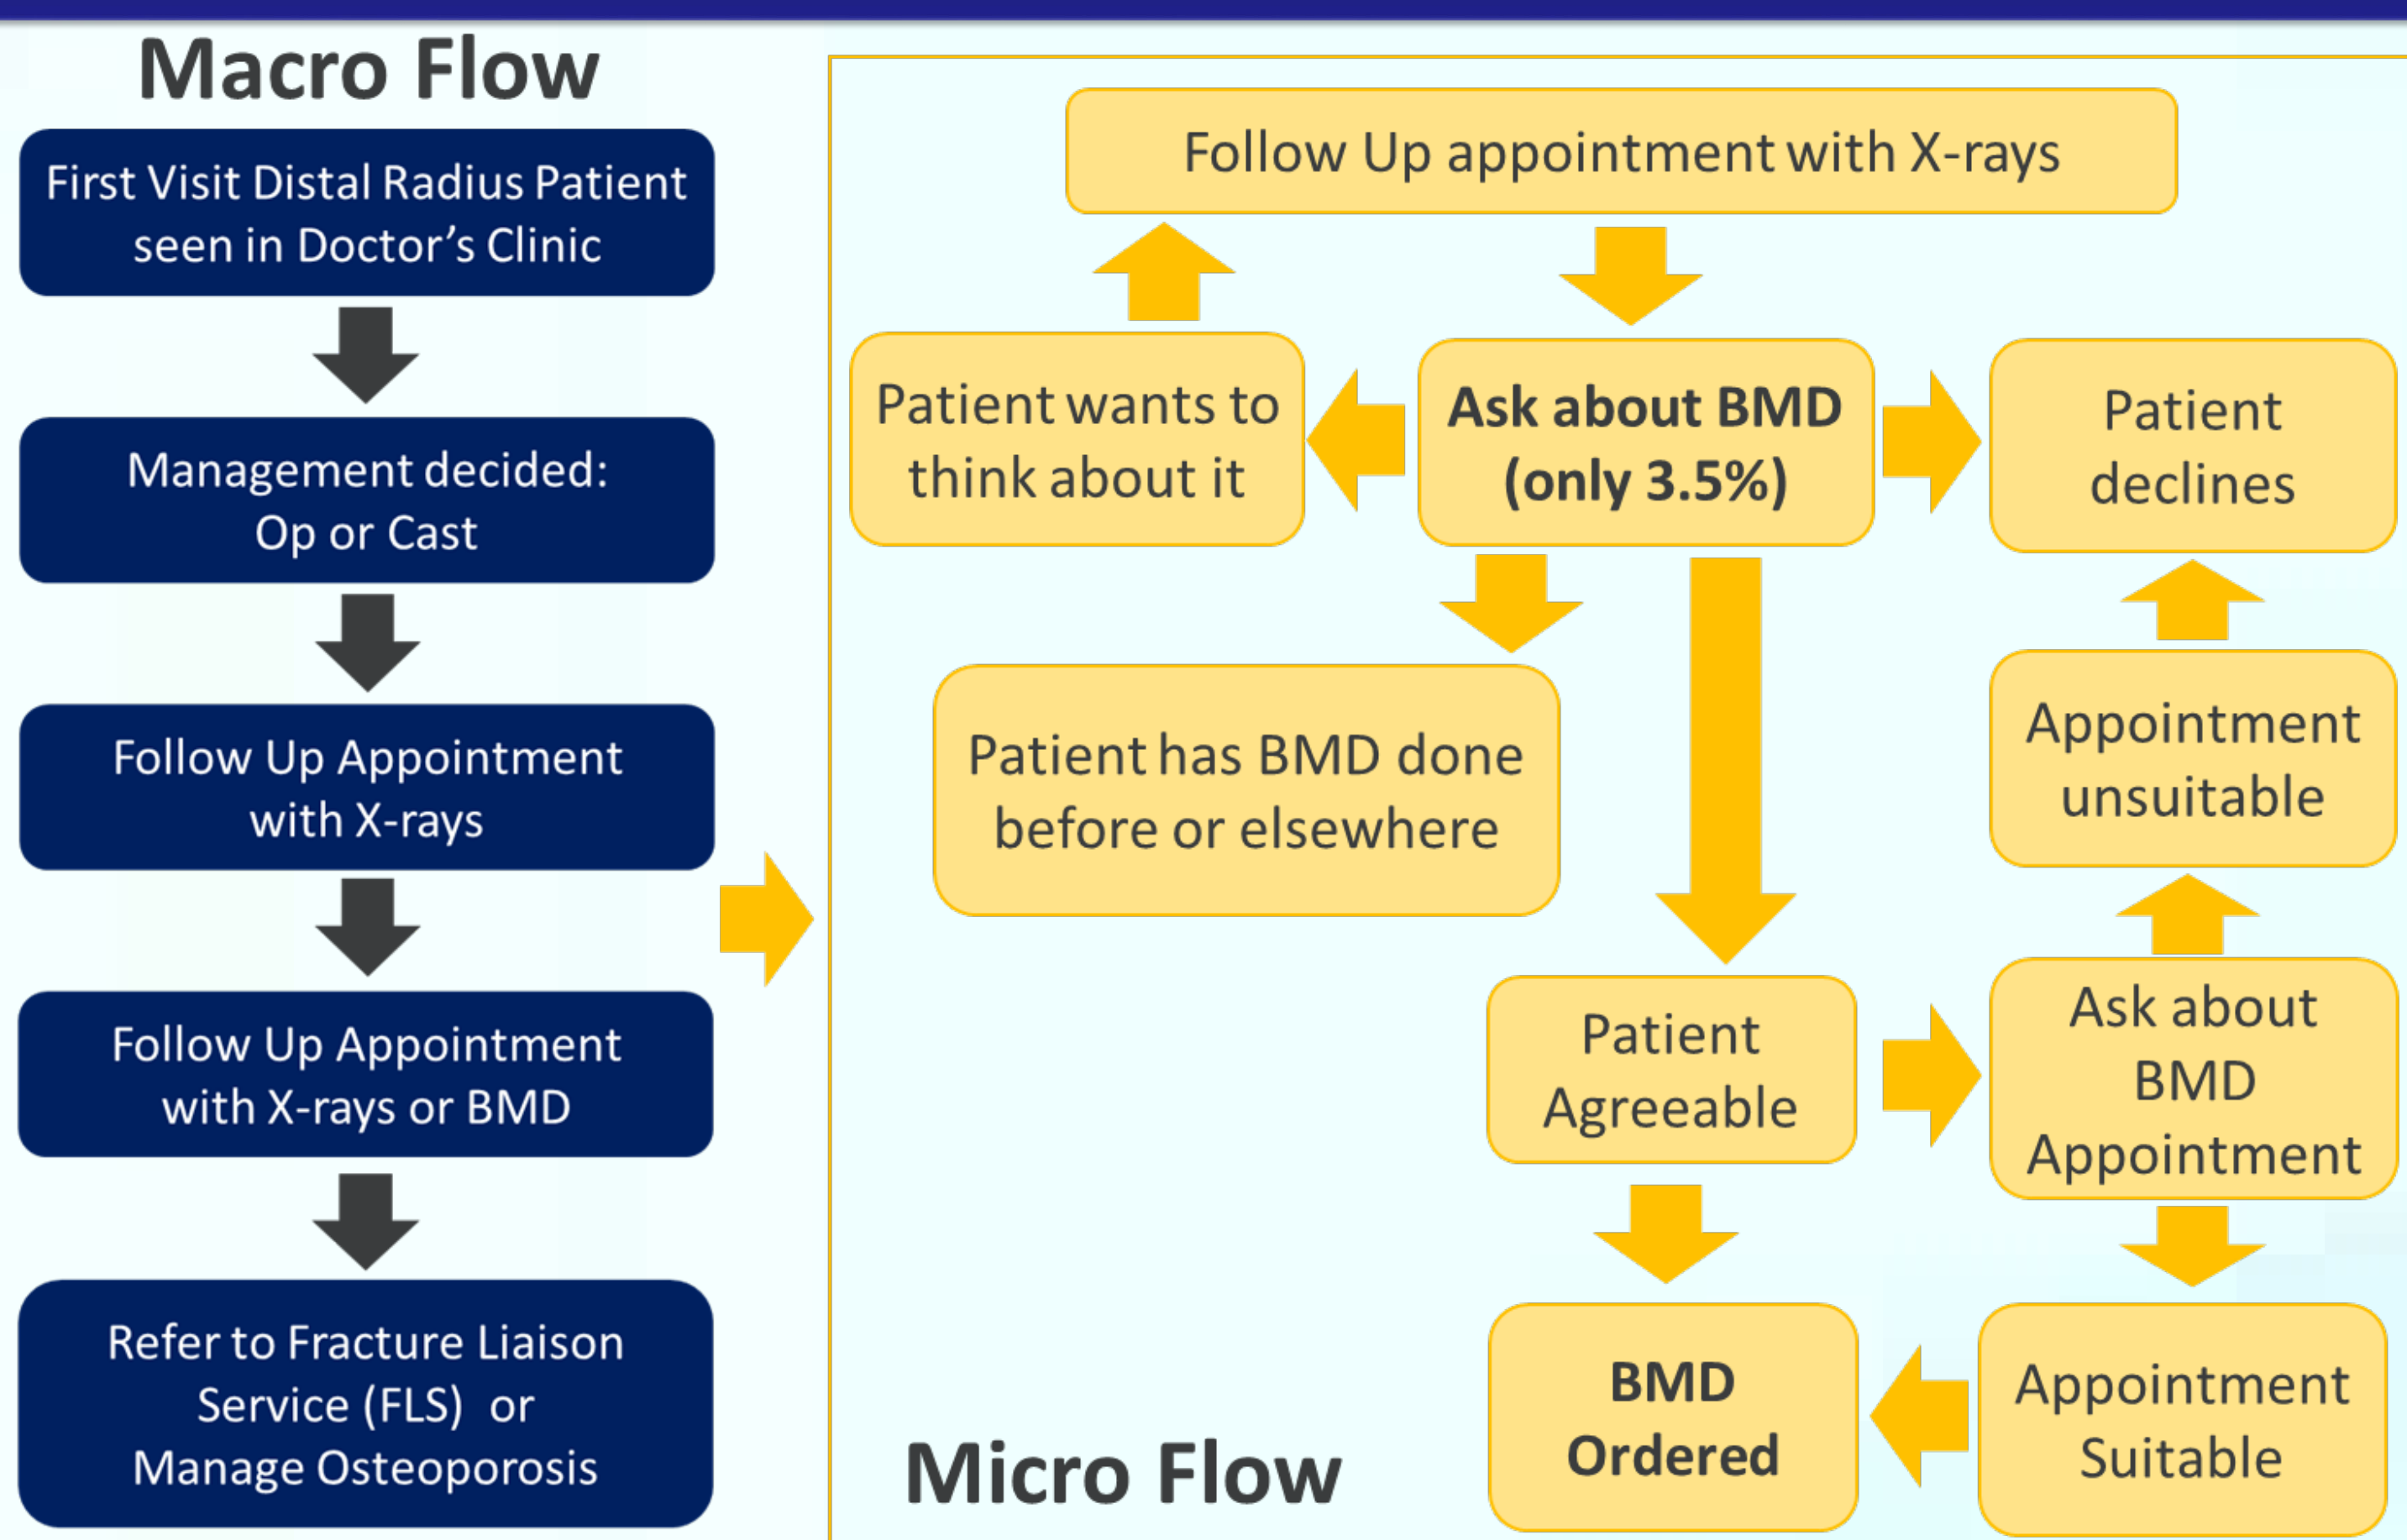 Macro Flow
First Visit Distal Radius Patient
seen in Doctor’s Clinic
Management decided:
Op or Cast
Follow Up Appointment
with X-rays
Follow Up Appointment
with X-rays or BMD
Refer to Fracture Liaison
Service (FLS) or
Manage Osteoporosis
Follow Up appointment with X-rays
Patient wants to
think about it
Ask about BMD
(only 3.5%)
Patient
declines
Patient has BMD done
before or elsewhere
Appointment
unsuitable
Patient
Agreeable
Ask about
BMD
Appointment
BMD
Ordered
Appointment
Suitable
Micro Flow